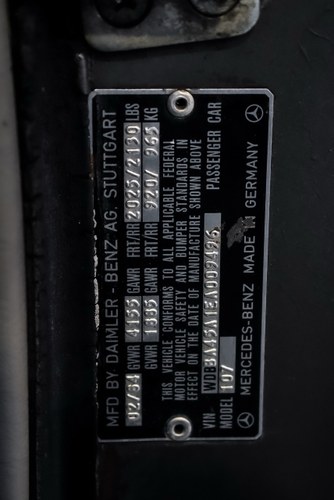 MFD BY DAIMLER - BENZ AG, STUTTGART
02/84 GVWR 4155 GAWR FRT/RR 2025/2130 LBS
GVWR 1885 GAWR FRT/RR 920/ 965 KG
THIS VEHICLE CONFORMS TO ALL APPLICABLE FEDERAL
MOTOR VEHICLE SAFETY AND BUMPER STANDARDS IN
EFFECT ON THE DATE OF MANUFACTURE SHOWN ABOVE
VIN PASSENGER CAR
MODEL 107
MERCEDES-BENZ MADE IN GERMANY